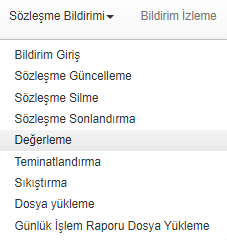 Sözleşme Bildirimi Bildirim İzleme
Bildirim Giriş
Sözleşme Güncelleme
Sözleşme Silme
Sözleşme Sonlandırma
Değerleme
Teminatlandırma
Sıkıştırma
Dosya yükleme
Günlük İşlem Raporu Dosya Yükleme